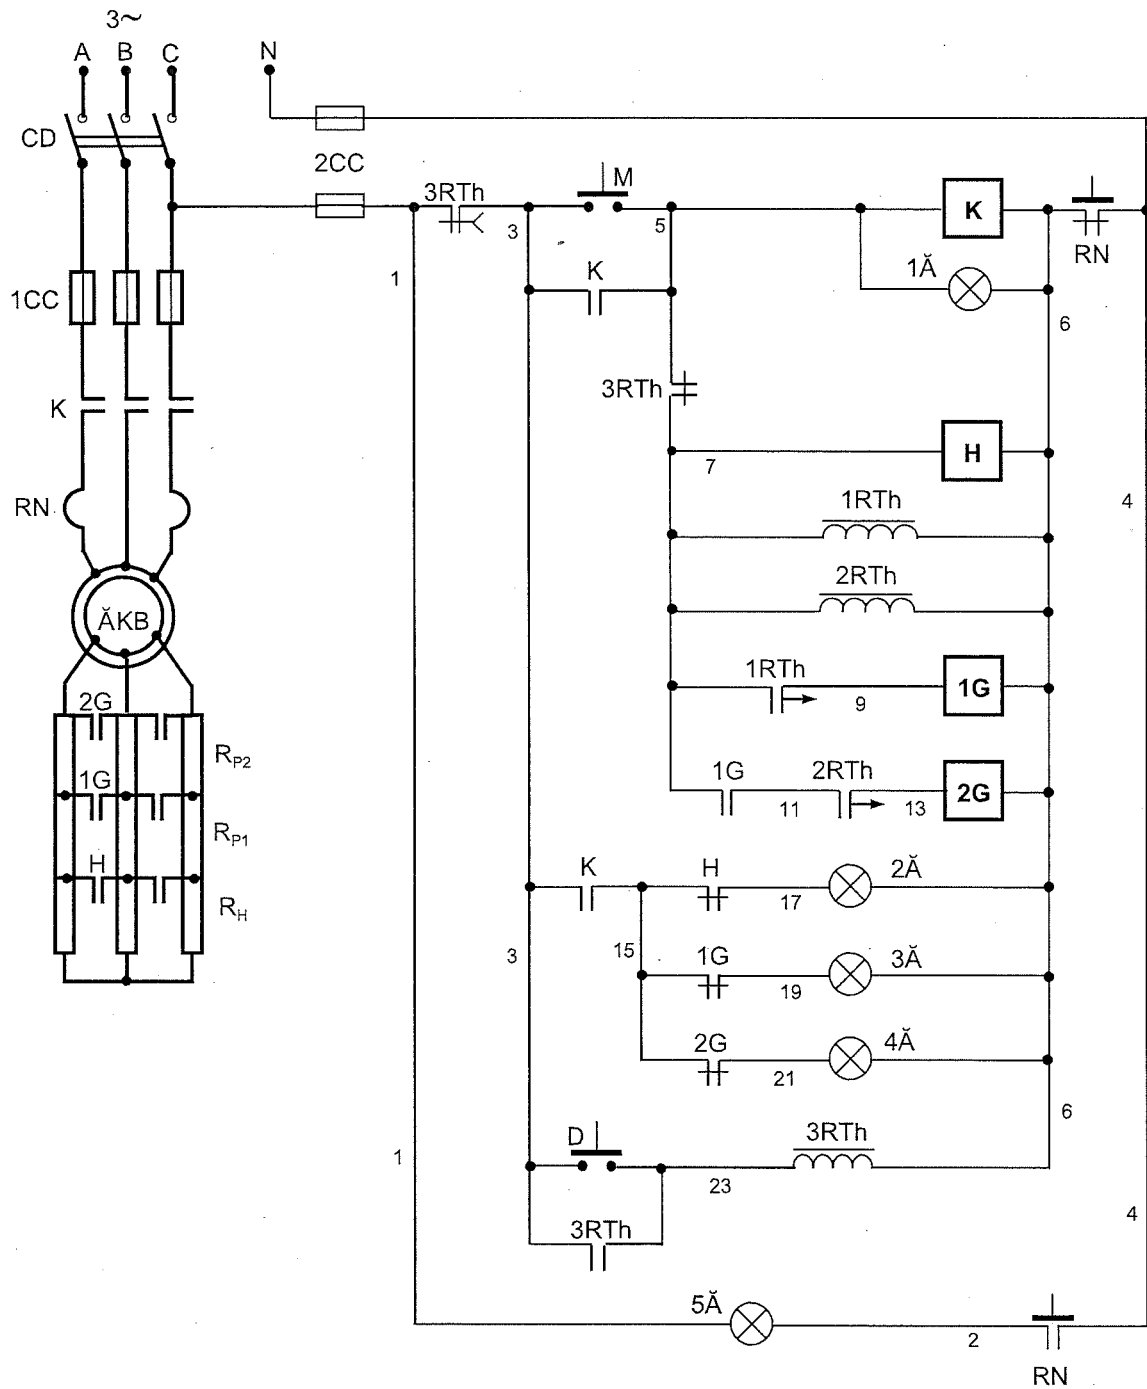 3~
A B C N
CD
2CC
3RTh M
3 5 K RN
1
K 1Ă
1CC 6
3RTh
K
7 H
RN 1RTh 4
2RTh
ĂKB
1RTh
9 1G
2G
RP2
1G 1G 2RTh
11 13 2G
RP1
H K H 2Ă
17
RH
3 15 1G 3Ă
19
2G 4Ă
21
6
D 3RTh
1
23
4
3RTh
5Ă
2
RN